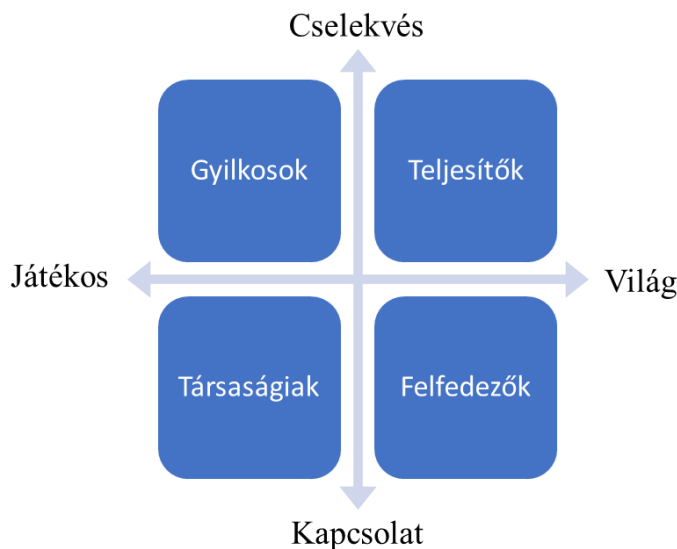 Cselekvés
Gyilkosok
Teljesítők
Játékos
Világ
Társaságiak
Felfedezők
Kapcsolat